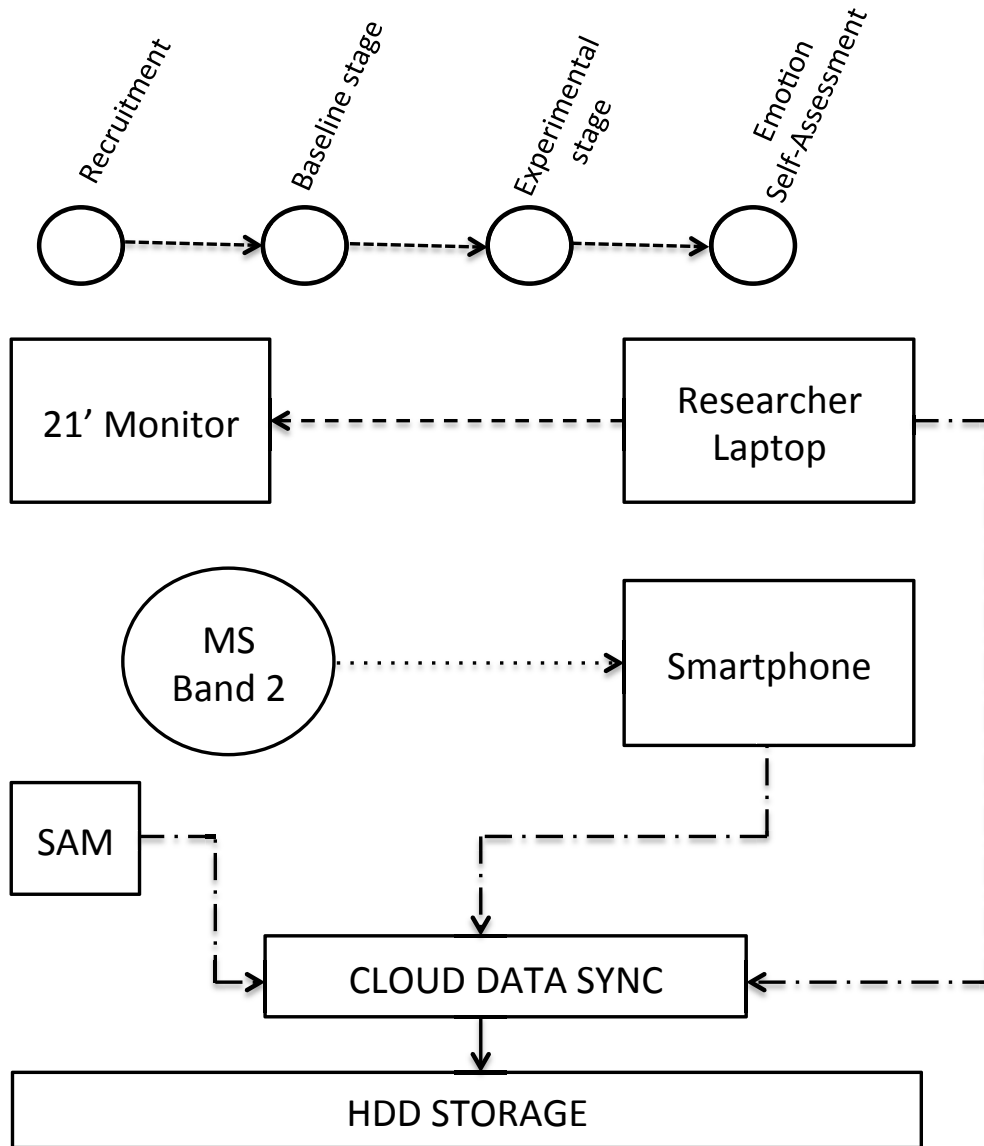 Recruitment
Baseline stage
Experimental
stage
Emotion
Self-Assessment
21’ Monitor
Researcher
Laptop
MS
Band 2
Smartphone
SAM
CLOUD DATA SYNC
HDD STORAGE